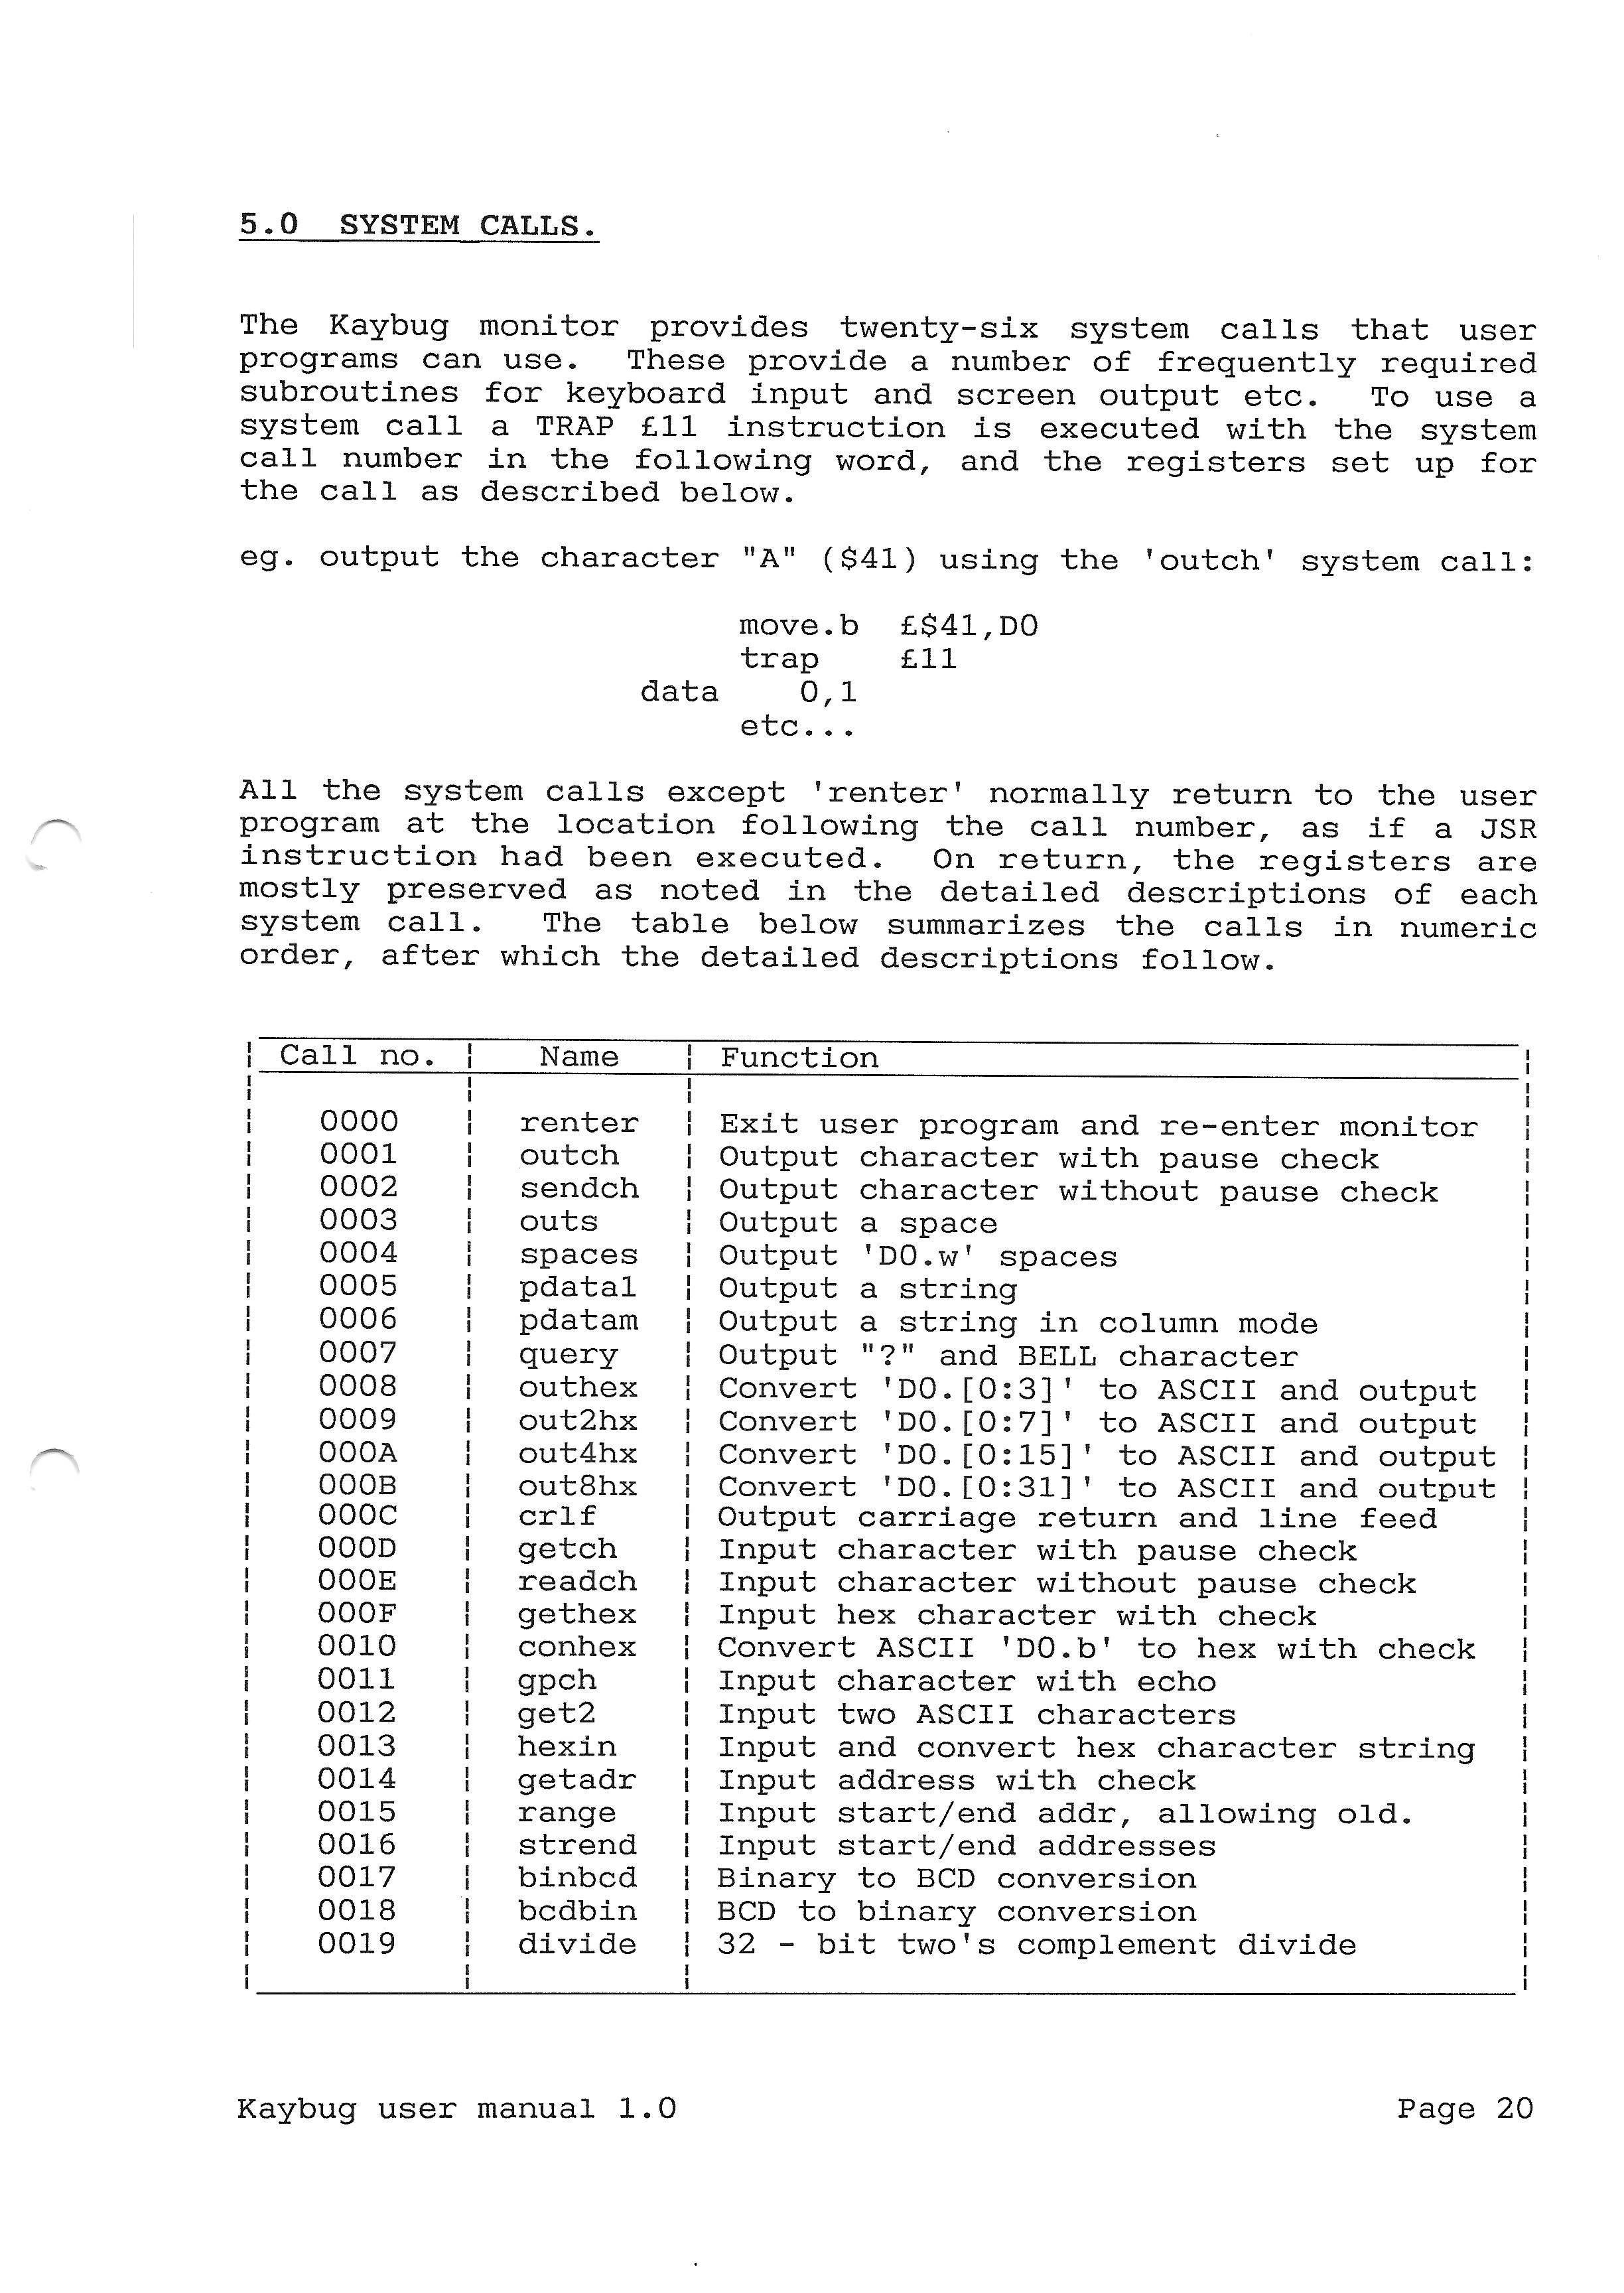 5.0 SYSTEM CALLS.
The Kaybug monitor provides twenty-six system calls that user
programs can use. These provide a number of frequently required
subroutines for keyboard input and screen output etc. To use a
system call a TRAP £11 instruction is executed with the system
call number in the following word, and the registers set up for
the call as described below.
eg. output the character "A" ($41) using the 'outch' system call:
move.b £$41,D0
trap £11
data 0,1
etc...
All the system calls except 'renter' normally return to the user
program at the location following the call number, as if a JSR
instruction had been executed. On return, the registers are
mostly preserved as noted in the detailed descriptions of each
system call. The table below summarizes the calls in numeric
order, after which the detailed descriptions follow.
Call no. Name Function
0000 renter Exit user program and re-enter monitor
0001 outch Output character with pause check
0002 sendch Output character without pause check
0003 outs Output a space
0004 spaces Output 'D0.w' spaces
0005 pdata1 Output a string
0006 pdatam Output a string in column mode
0007 query Output "?" and BELL character
0008 outhex Convert 'D0.[0:3]' to ASCII and output
0009 out2hx Convert 'D0.[0:7]' to ASCII and output
000A out4hx Convert 'D0.[0:15]' to ASCII and output
000B out8hx Convert 'D0.[0:31]' to ASCII and output
000C crlf Output carriage return and line feed
000D getch Input character with pause check
000E readch Input character without pause check
000F gethex Input hex character with check
0010 conhex Convert ASCII 'D0.b' to hex with check
0011 gpch Input character with echo
0012 get2 Input two ASCII characters
0013 hexin Input and convert hex character string
0014 getadr Input address with check
0015 range Input start/end addr, allowing old.
0016 strend Input start/end addresses
0017 binbcd Binary to BCD conversion
0018 bcdbin BCD to binary conversion
0019 divide 32 - bit two's complement divide
Kaybug user manual 1.0 Page 20